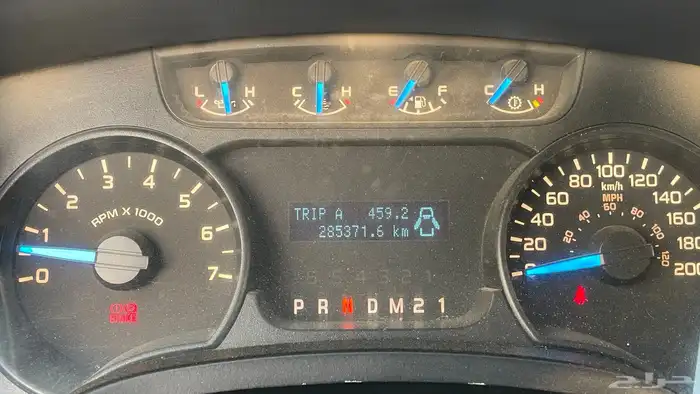 L H C H E F C H
TRIP A 459.2
285371.6 km
0 1 2 3 4 5 6 7
RPM X 1000
P R N D M 2 1
0 20 40 60 80 100 120 140 160 180 200
km/h
MPH
20 40 60 80 100 120
حراج